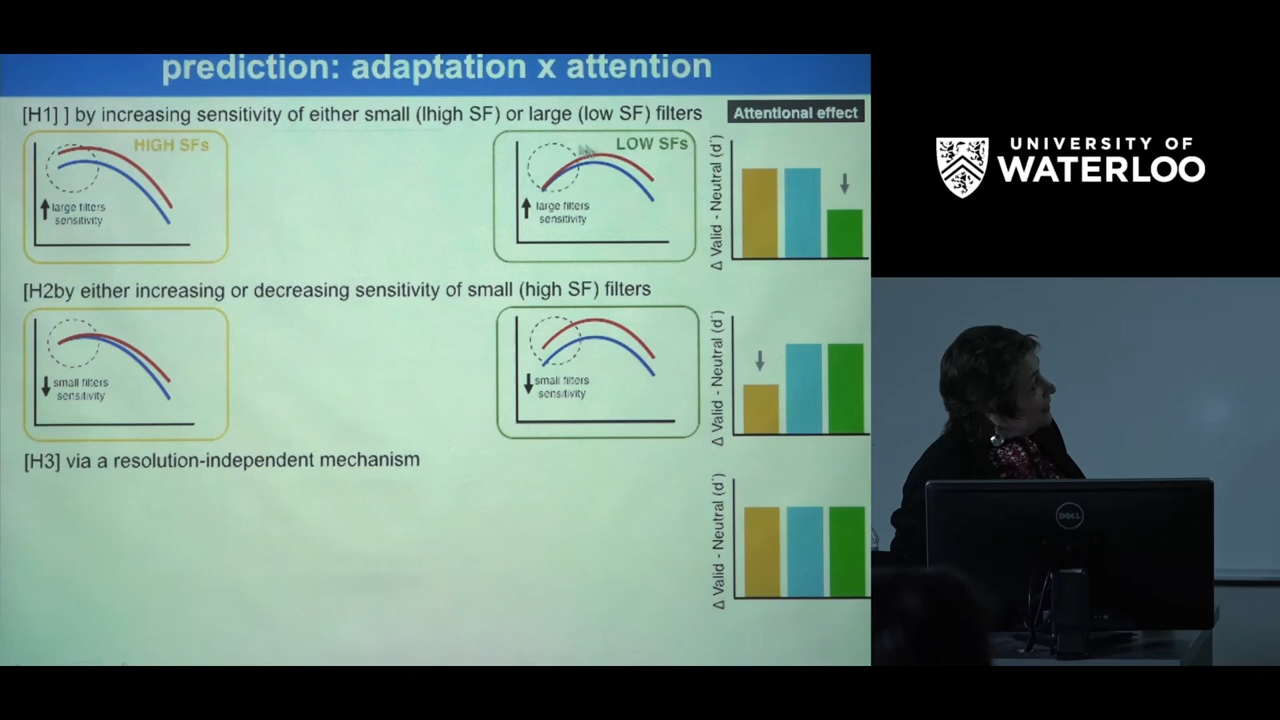 prediction: adaptation x attention
[H1] ] by increasing sensitivity of either small (lhigh SF) or large (low SF) filters
Attentional effect
HIGH SFs
large filters
sensitivity
LOW SFs
large filters
sensitivity
Δ Valid - Neutral (d´)
[H2by either increasing or decreasing sensitivity of small (high SF) filters
small filters
sensitivity
small filters
sensitivity
Δ Valid - Neutral (d´)
[H3] via a resolution-independent mechanism
Δ Valid - Neutral (d´)
UNIVERSITY OF
WATERLOO
DELL